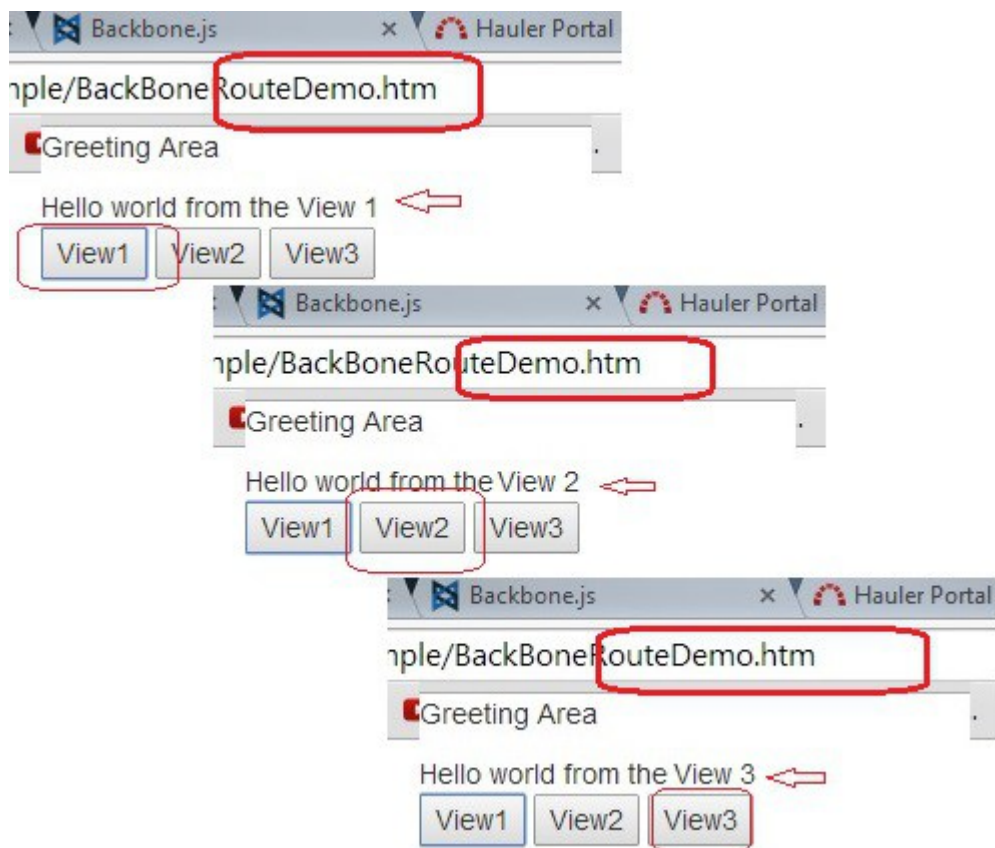 Backbone.js × Hauler Portal
nple/BackBoneRouteDemo.htm
Greeting Area
Hello world from the View 1
View1 View2 View3
Backbone.js × Hauler Portal
nple/BackBoneRouteDemo.htm
Greeting Area
Hello world from the View 2
View1 View2 View3
Backbone.js × Hauler Portal
nple/BackBoneRouteDemo.htm
Greeting Area
Hello world from the View 3
View1 View2 View3